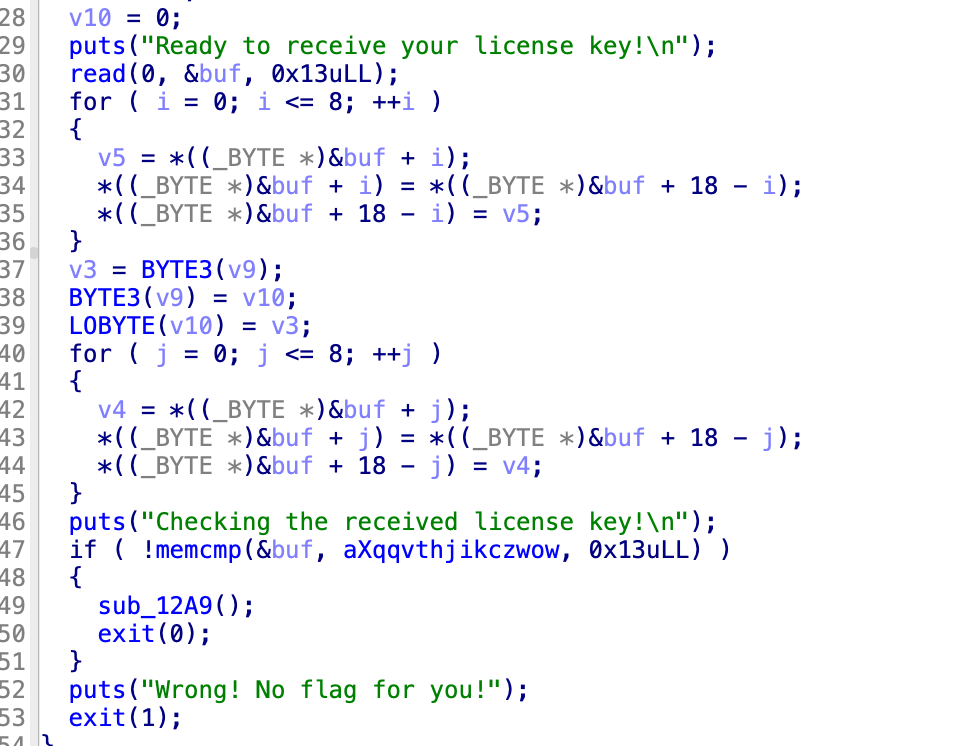 28 v10 = 0;
29 puts("Ready to receive your license key!\n");
30 read(0, &buf, 0x13uLL);
31 for ( i = 0; i <= 8; ++i )
32 {
33 v5 = *((_BYTE *)&buf + i);
34 *((_BYTE *)&buf + i) = *((_BYTE *)&buf + 18 - i);
35 *((_BYTE *)&buf + 18 - i) = v5;
36 }
37 v3 = BYTE3(v9);
38 BYTE3(v9) = v10;
39 LOBYTE(v10) = v3;
40 for ( j = 0; j <= 8; ++j )
41 {
42 v4 = *((_BYTE *)&buf + j);
43 *((_BYTE *)&buf + j) = *((_BYTE *)&buf + 18 - j);
44 *((_BYTE *)&buf + 18 - j) = v4;
45 }
46 puts("Checking the received license key!\n");
47 if ( !memcmp(&buf, aXqqvthjikczwow, 0x13uLL) )
48 {
49 sub_12A9();
50 exit(0);
51 }
52 puts("Wrong! No flag for you!");
53 exit(1);
54 }